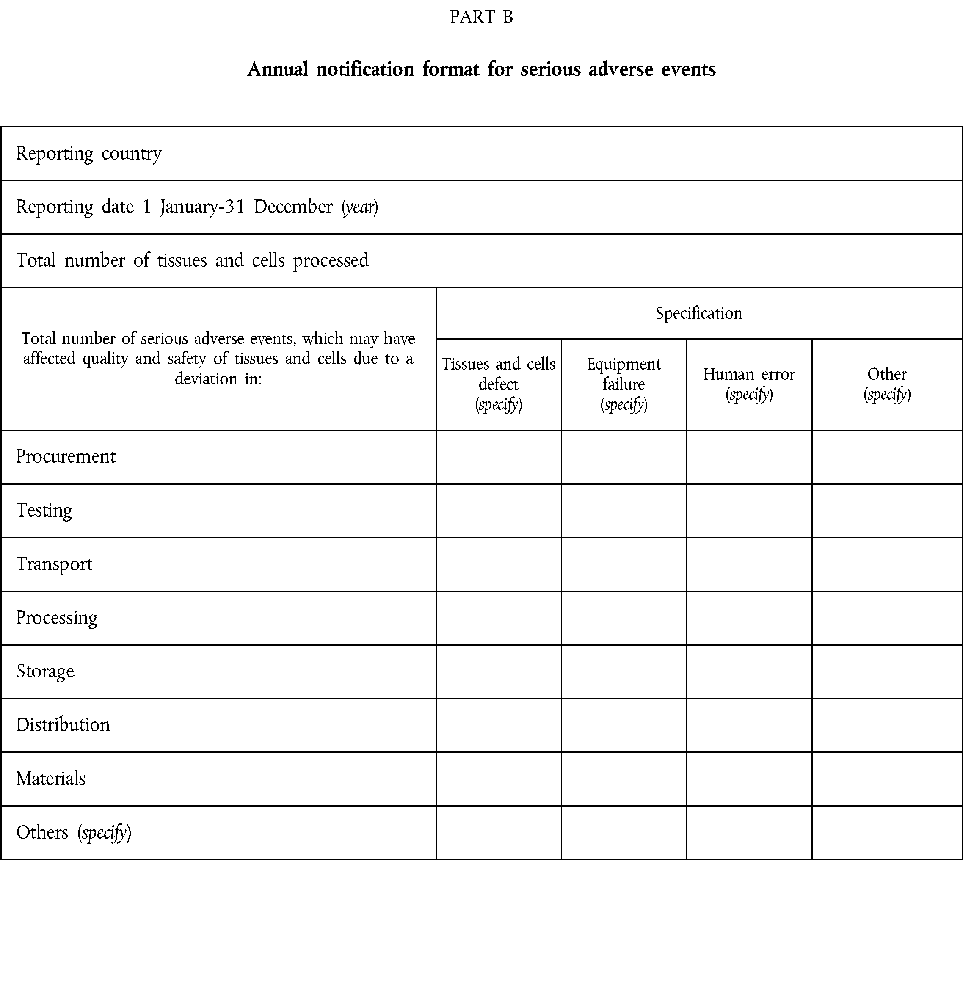 PART B
Annual notification format for serious adverse events
Reporting country
Reporting date 1 January-31 December (year)
Total number of tissues and cells processed
Total number of serious adverse events, which may have
affected quality and safety of tissues and cells due to a
deviation in:
Specification
Tissues and cells
defect
(specify)
Equipment
failure
(specify)
Human error
(specify)
Other
(specify)
Procurement
Testing
Transport
Processing
Storage
Distribution
Materials
Others (specify)